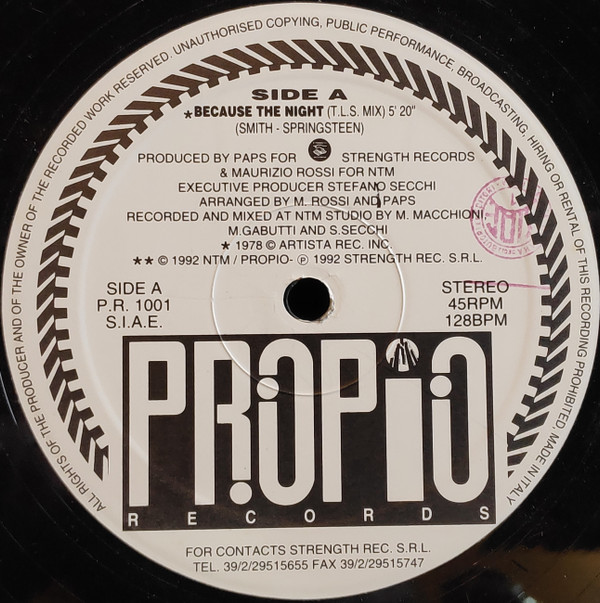 ALL RIGHTS OF THE PRODUCER AND OF THE OWNER OF THE RECORDED WORK RESERVED. UNAUTHORISED COPYING, PUBLIC PERFORMANCE, BROADCASTING, HIRING OR RENTAL OF THIS RECORDING PROHIBITED. MADE IN ITALY
SIDE A
★BECAUSE THE NIGHT (T.L.S. MIX) 5' 20"
(SMITH - SPRINGSTEEN)
PRODUCED BY PAPS FOR STRENGTH RECORDS
& MAURIZIO ROSSI FOR NTM
EXECUTIVE PRODUCER STEFANO SECCHI
ARRANGED BY M. ROSSI AND PAPS
RECORDED AND MIXED AT NTM STUDIO BY M. MACCHIONI
M.GABUTTI AND S.SECCHI
★ 1978 © ARTISTA REC. INC.
★★ © 1992 NTM / PROPIO- ℗ 1992 STRENGTH REC. S.R.L.
SIDE A
P.R. 1001
S.I.A.E.
STEREO
45RPM
128BPM
PROPIO
RECORDS
FOR CONTACTS STRENGTH REC. S.R.L.
TEL. 39/2/29515655 FAX 39/2/29515747